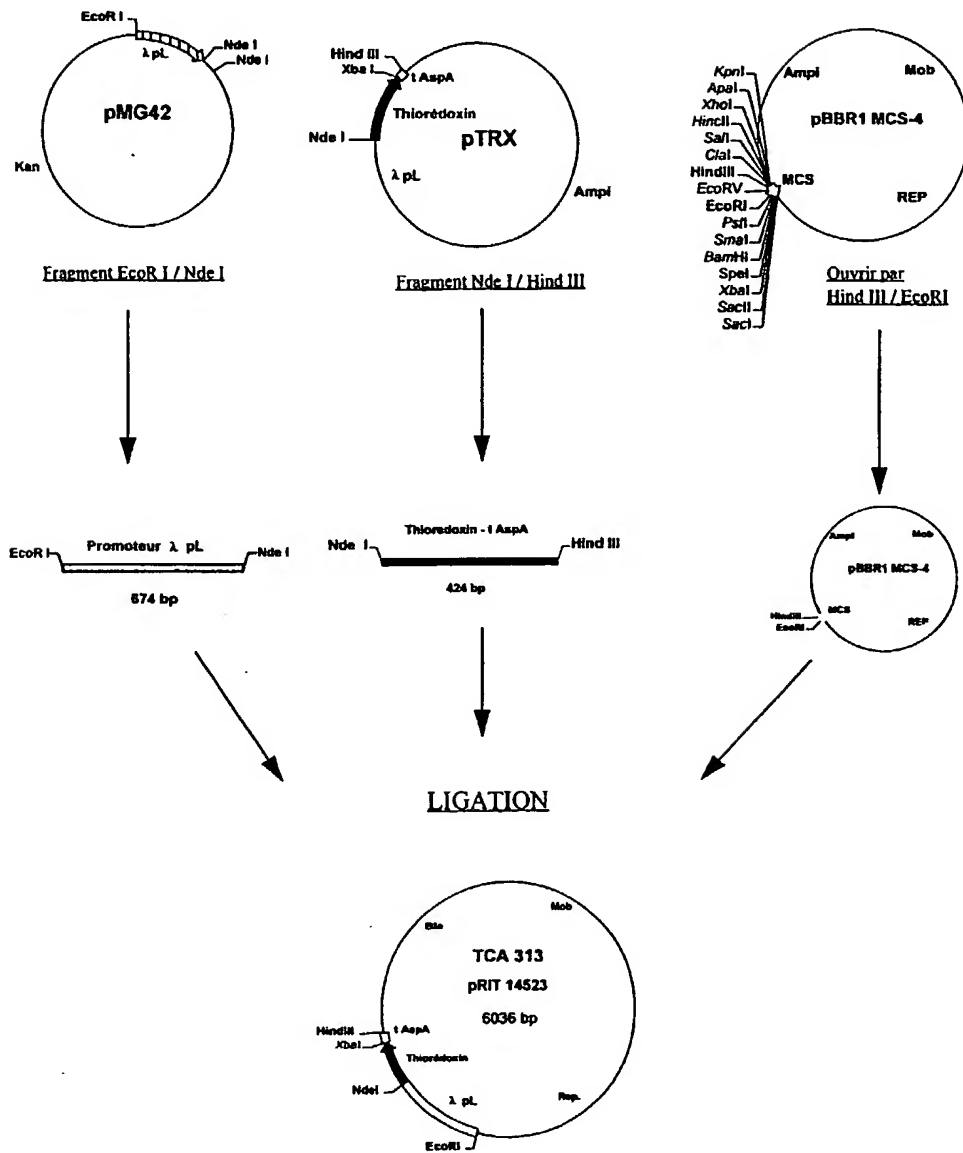 EcoR I
λ pL
Nde I
Nde I
pMG42
Kan
Fragment EcoR I / Nde I
Hind III
Xba I
t AspA
Thiorédoxin
pTRX
Nde I
λ pL
Ampi
Fragment Nde I / Hind III
KpnI
ApaI
XhoI
HincII
SalI
ClaI
HindIII
EcoRV
EcoRI
PstI
SmaI
BamHI
SpeI
XbaI
SacII
SacI
Ampi
Mob
pBBR1 MCS-4
MCS
REP
Ouvrir par
Hind III / EcoRI
EcoR I
Promoteur λ pL
Nde I
674 bp
Thioredoxin - t AspA
Nde I
Hind III
424 bp
Ampi
Mob
pBBR1 MCS-4
HindIII
EcoRI
MCS
REP
LIGATION
Bla
Mob
TCA 313
pRIT 14523
6036 bp
HindIII
t AspA
XbaI
Thiorédoxin
NdeI
λ pL
Rep.
EcoRI